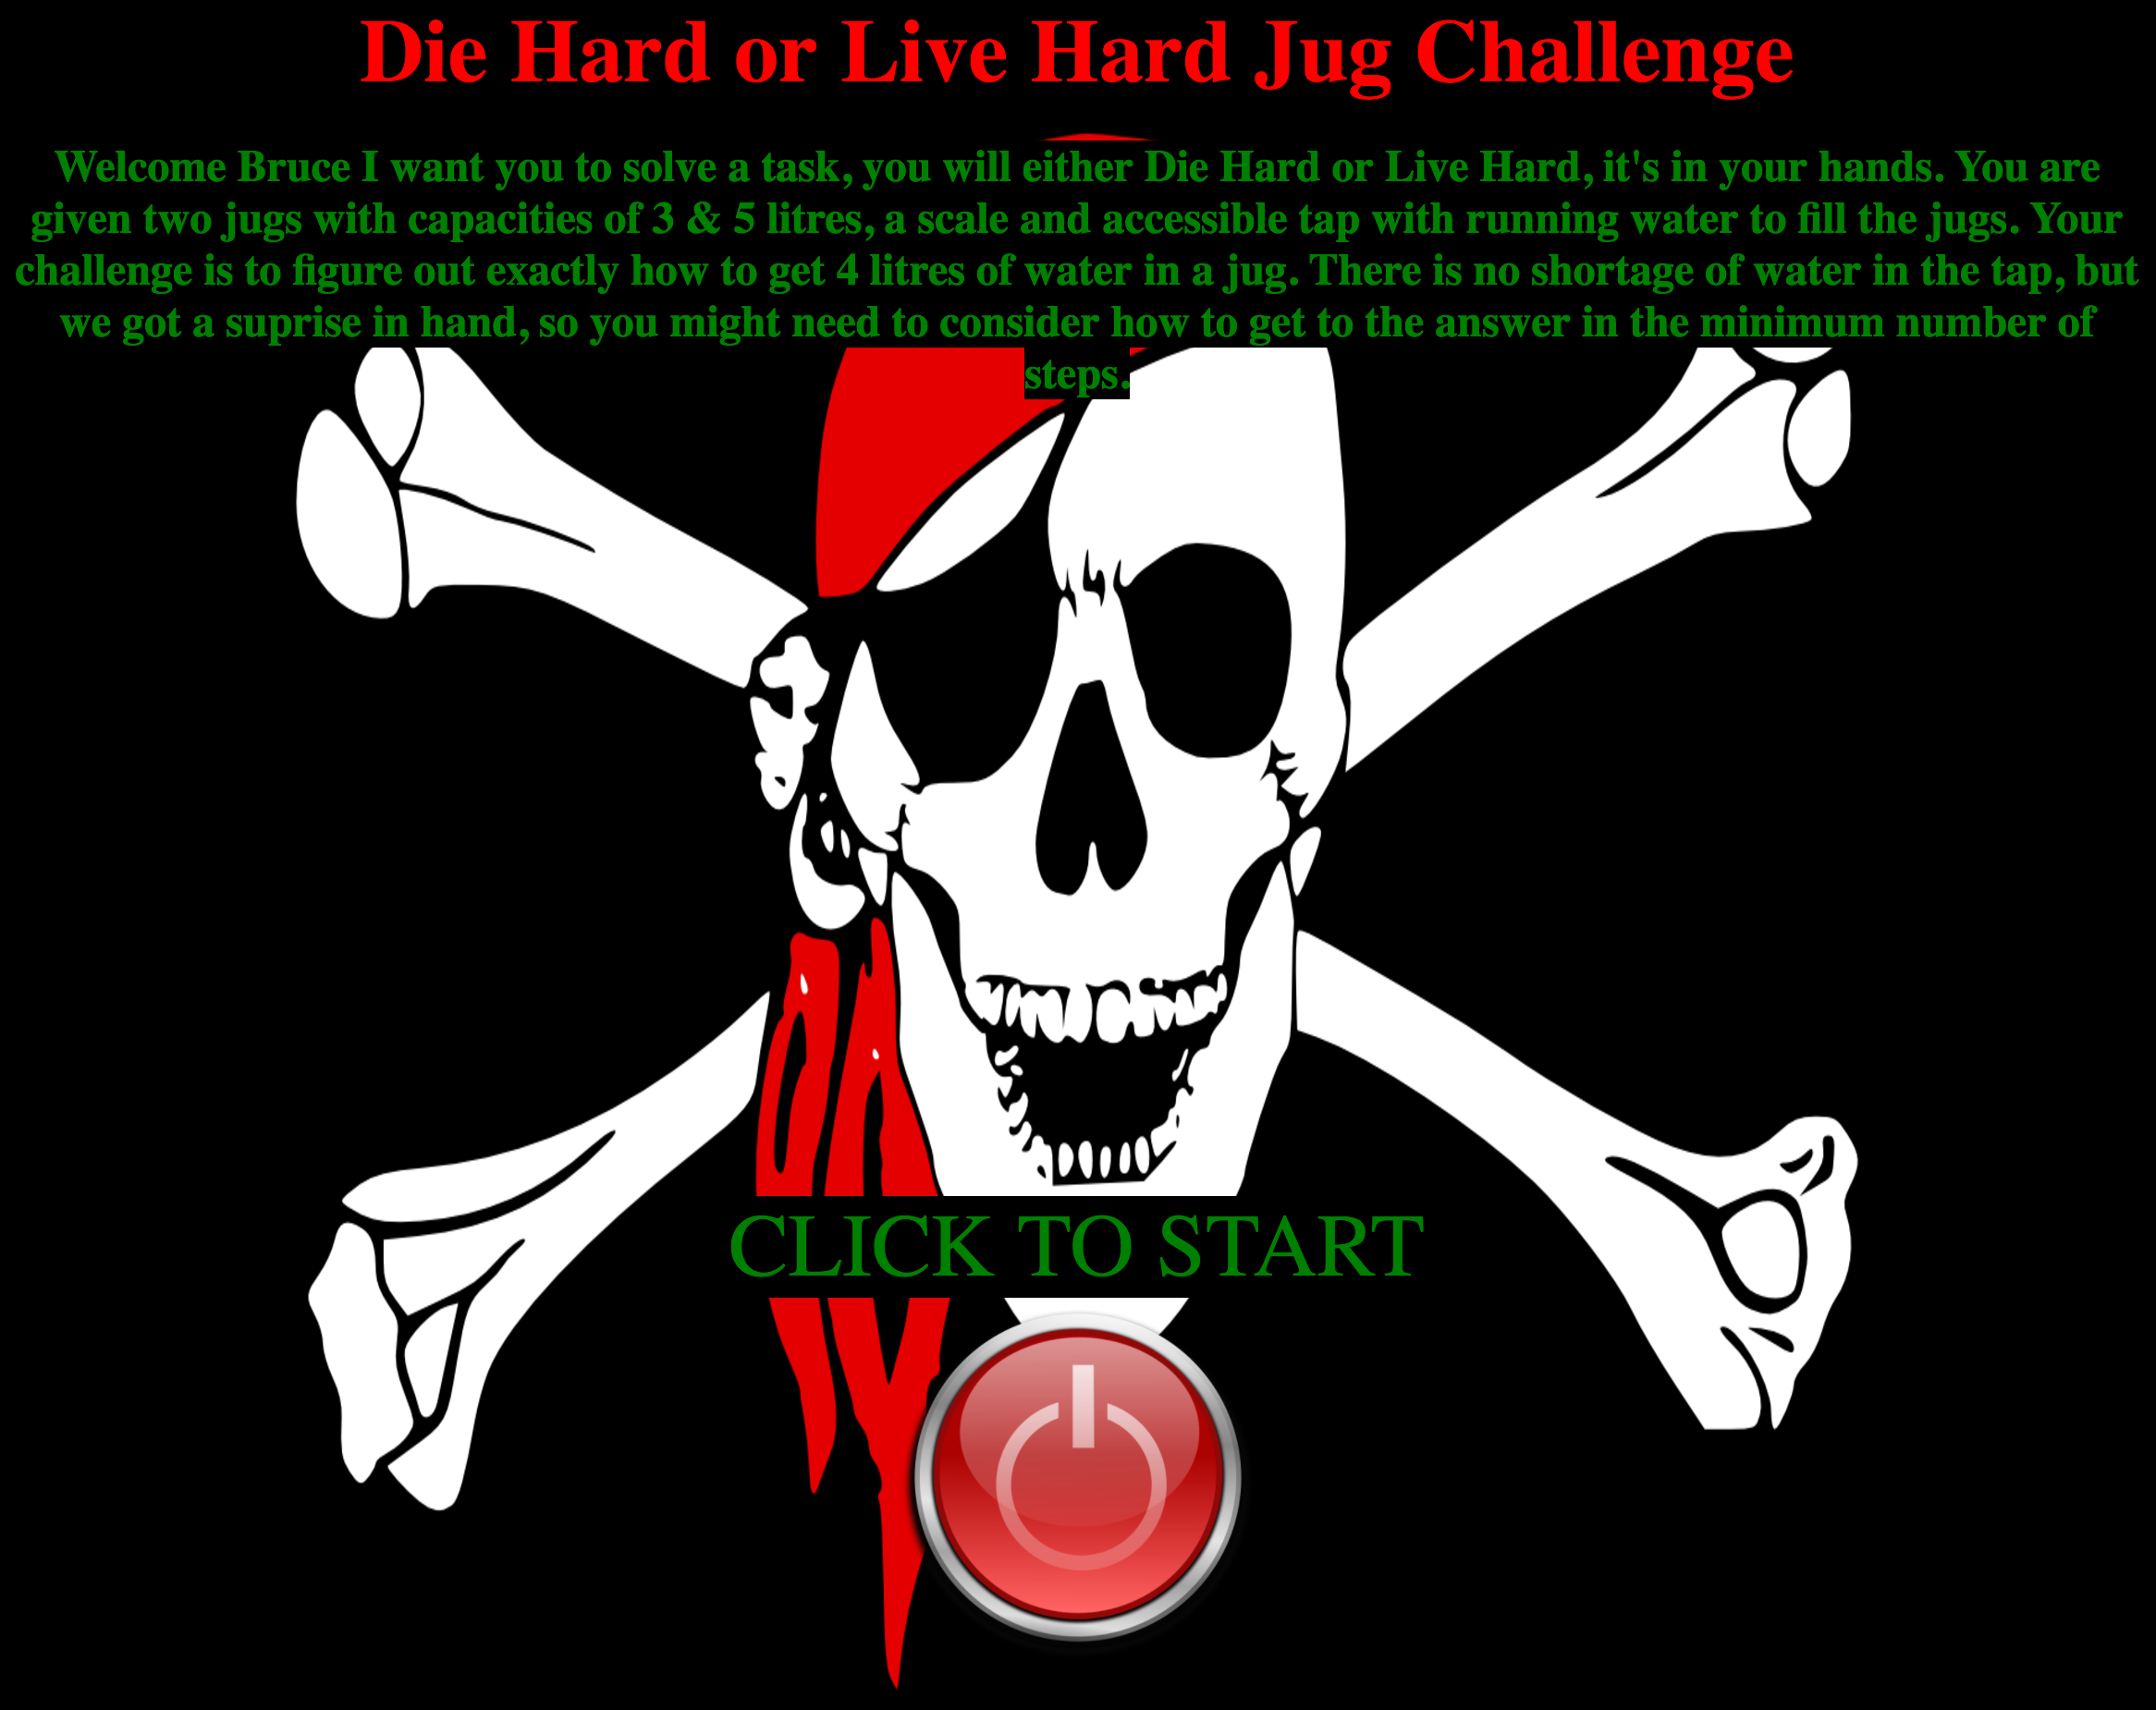 Die Hard or Live Hard Jug Challenge
Welcome Bruce I want you to solve a task, you will either Die Hard or Live Hard, it's in your hands. You are
given two jugs with capacities of 3 & 5 litres, a scale and accessible tap with running water to fill the jugs. Your
challenge is to figure out exactly how to get 4 litres of water in a jug. There is no shortage of water in the tap, but
we got a suprise in hand, so you might need to consider how to get to the answer in the minimum number of
steps.
CLICK TO START